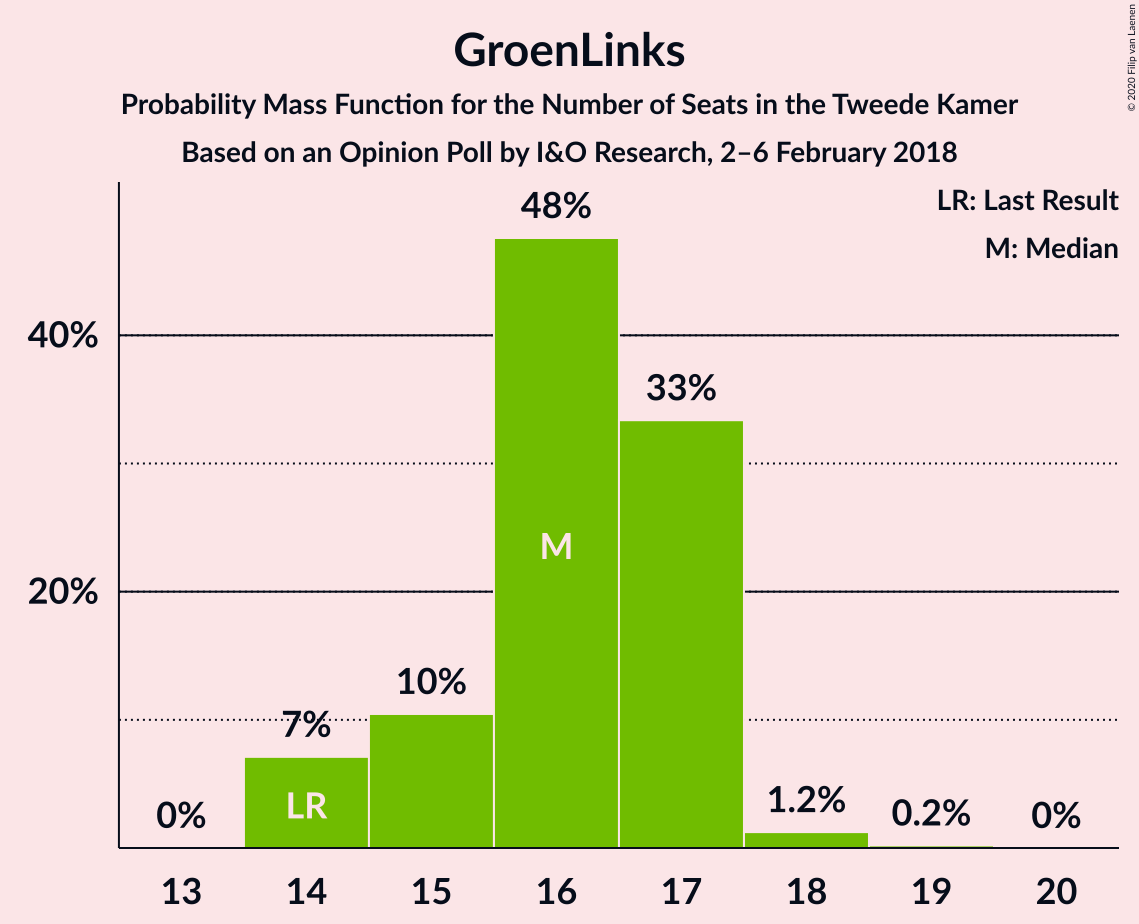 GroenLinks
Probability Mass Function for the Number of Seats in the Tweede Kamer
Based on an Opinion Poll by I&O Research, 2–6 February 2018
© 2020 Filip van Laenen
LR: Last Result
M: Median
40%
20%
0%
7%
10%
48%
33%
1.2%
0.2%
0%
LR
M
13
14
15
16
17
18
19
20